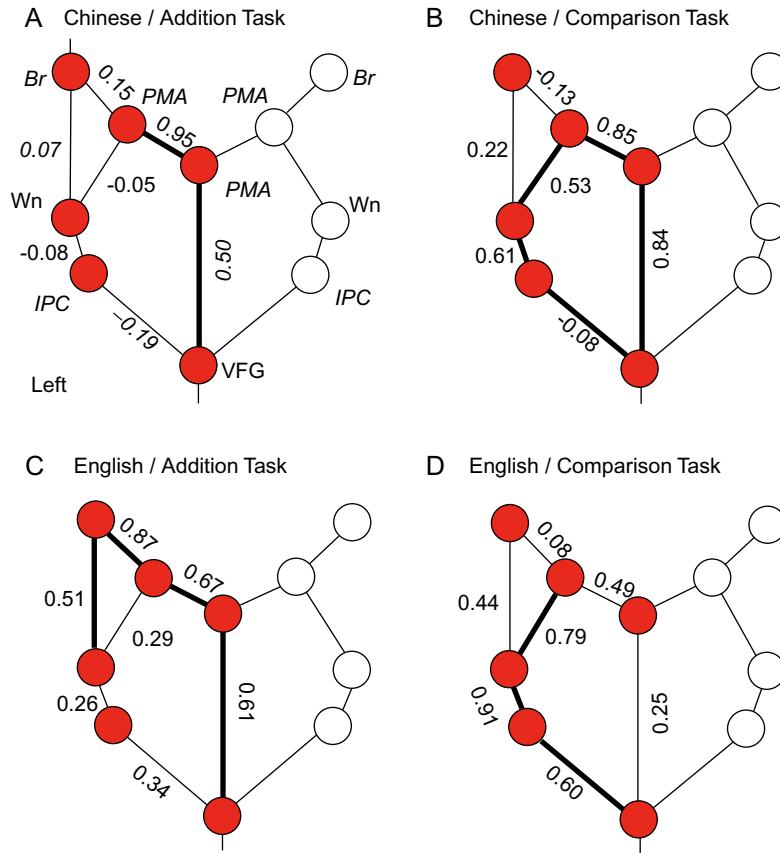 A Chinese / Addition Task
B Chinese / Comparison Task
Br
0.15
PMA
PMA
Br
0.95
0.07
-0.05
PMA
Wn
Wn
-0.08
0.50
IPC
IPC
−0.19
VFG
Left
-0.13
0.85
0.22
0.53
0.61
0.84
-0.08
C English / Addition Task
D English / Comparison Task
0.87
0.67
0.51
0.29
0.26
0.61
0.34
0.08
0.49
0.44
0.79
0.91
0.25
0.60